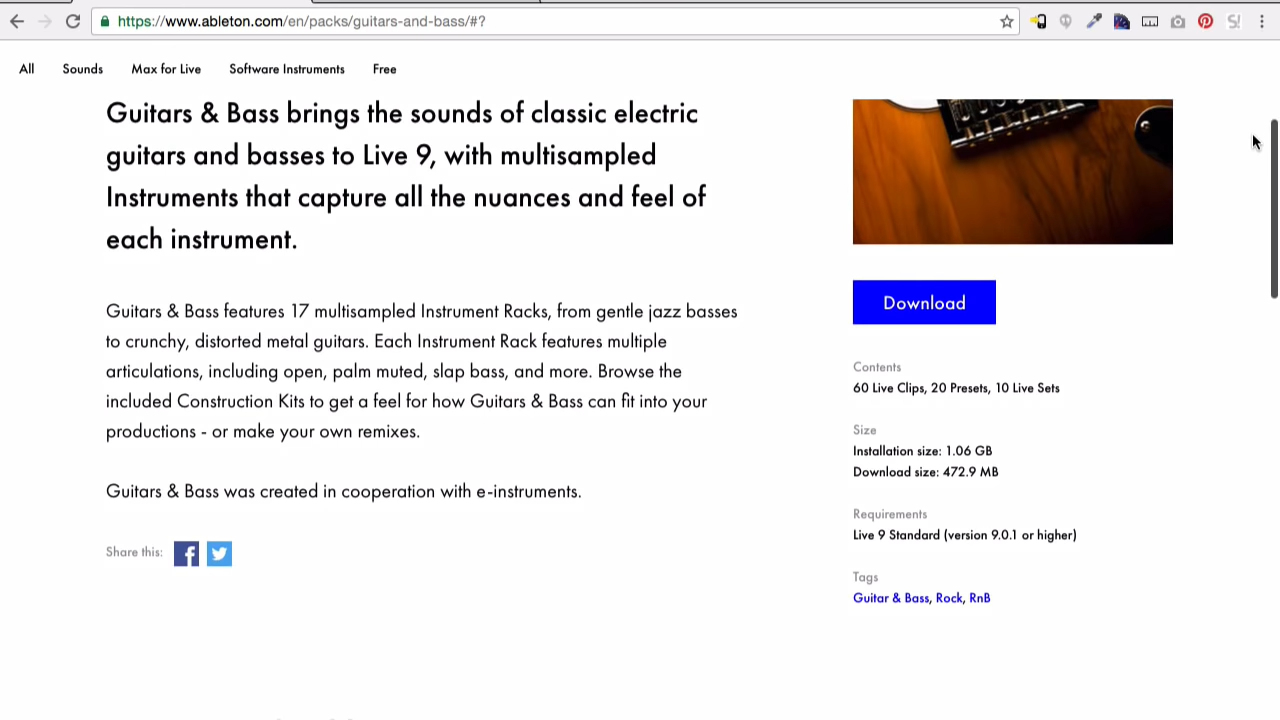 https://www.ableton.com/en/packs/guitars-and-bass/#?
All Sounds Max for Live Software Instruments Free
Guitars & Bass brings the sounds of classic electric
guitars and basses to Live 9, with multisampled
Instruments that capture all the nuances and feel of
each instrument.
Guitars & Bass features 17 multisampled Instrument Racks, from gentle jazz basses
to crunchy, distorted metal guitars. Each Instrument Rack features multiple
articulations, including open, palm muted, slap bass, and more. Browse the
included Construction Kits to get a feel for how Guitars & Bass can fit into your
productions - or make your own remixes.
Guitars & Bass was created in cooperation with e-instruments.
Share this:
Download
Contents
60 Live Clips, 20 Presets, 10 Live Sets
Size
Installation size: 1.06 GB
Download size: 472.9 MB
Requirements
Live 9 Standard (version 9.0.1 or higher)
Tags
Guitar & Bass, Rock, RnB